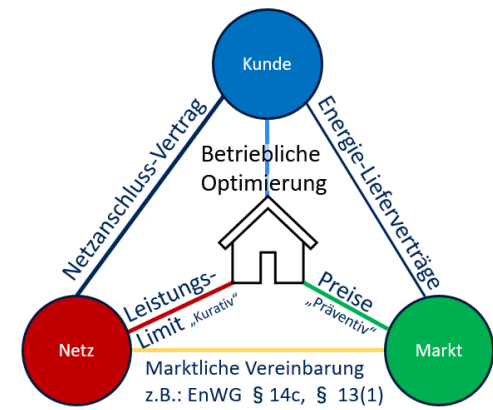 Kunde
Netzanschluss-Vertrag
Energie-Lieferverträge
Betriebliche
Optimierung
Leistungs-
Limit „Kurativ“
Preise
„Präventiv“
Netz
Markt
Marktliche Vereinbarung
z.B.: EnWG § 14c, § 13(1)